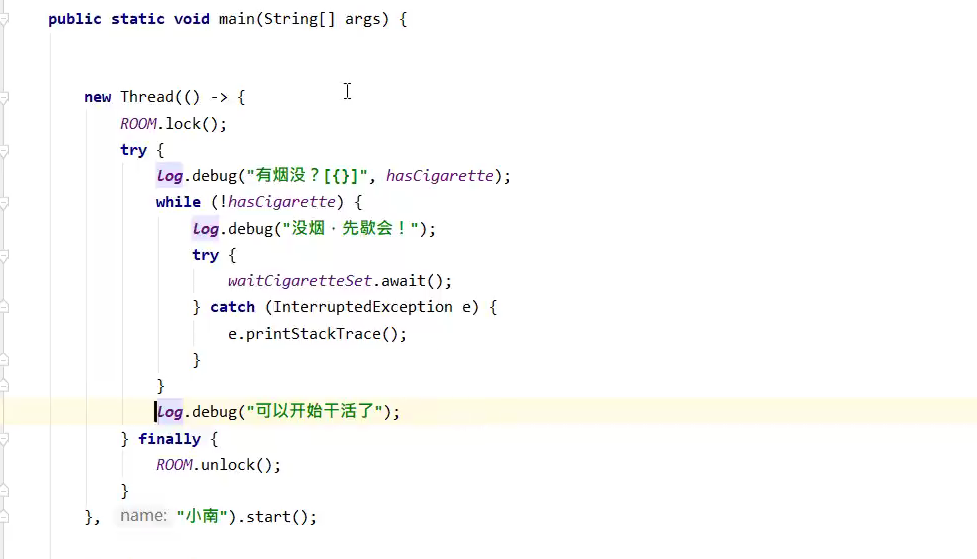 public static void main(String[] args) {
new Thread(() -> {
ROOM.lock();
try {
log.debug("有烟没？[{}]", hasCigarette);
while (!hasCigarette) {
log.debug("没烟，先歇会！");
try {
waitCigaretteSet.await();
} catch (InterruptedException e) {
e.printStackTrace();
}
}
log.debug("可以开始干活了");
} finally {
ROOM.unlock();
}
}, name: "小南").start();